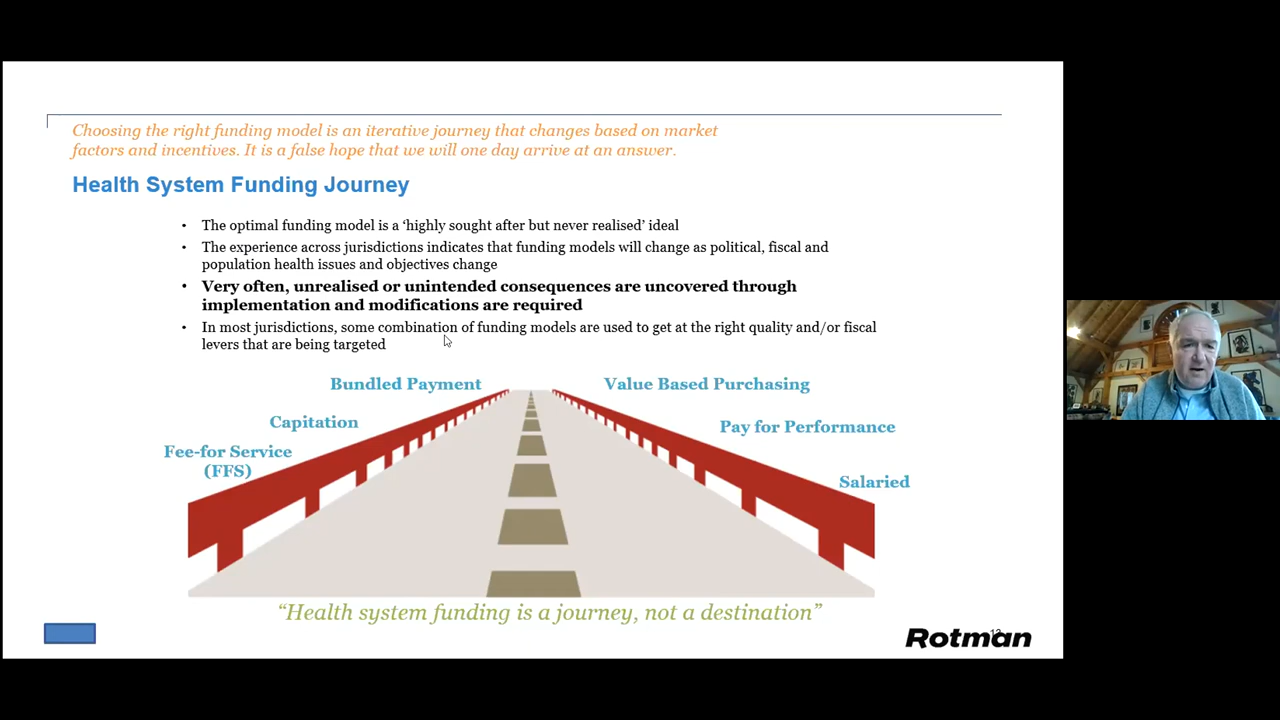 Choosing the right funding model is an iterative journey that changes based on market
factors and incentives. It is a false hope that we will one day arrive at an answer.
Health System Funding Journey
• The optimal funding model is a ‘highly sought after but never realised’ ideal
• The experience across jurisdictions indicates that funding models will change as political, fiscal and
population health issues and objectives change
• Very often, unrealised or unintended consequences are uncovered through
implementation and modifications are required
• In most jurisdictions, some combination of funding models are used to get at the right quality and/or fiscal
levers that are being targeted
Bundled Payment
Value Based Purchasing
Capitation
Pay for Performance
Fee-for Service
(FFS)
Salaried
“Health system funding is a journey, not a destination”
Rotman